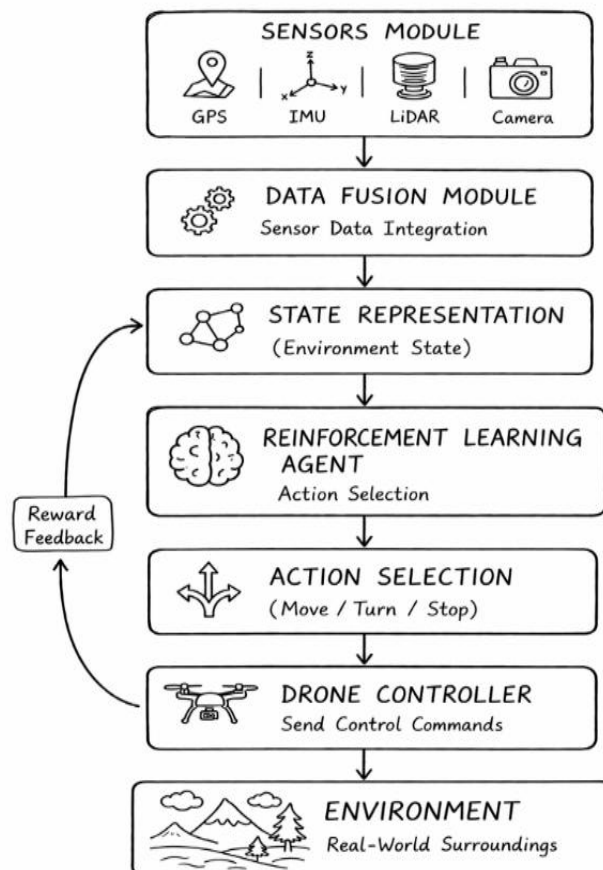 SENSORS MODULE
GPS
IMU
LiDAR
Camera
DATA FUSION MODULE
Sensor Data Integration
STATE REPRESENTATION
(Environment State)
REINFORCEMENT LEARNING
AGENT
Action Selection
Reward
Feedback
ACTION SELECTION
(Move / Turn / Stop)
DRONE CONTROLLER
Send Control Commands
ENVIRONMENT
Real-World Surroundings